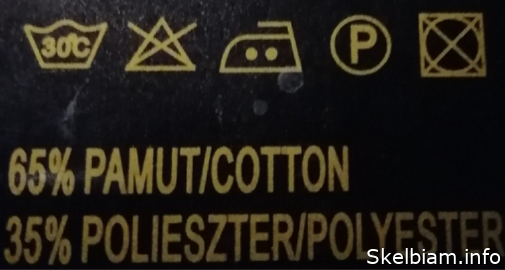 30°C P
65% PAMUT/COTTON
35% POLIESZTER/POLYESTER
Skelbiam.info